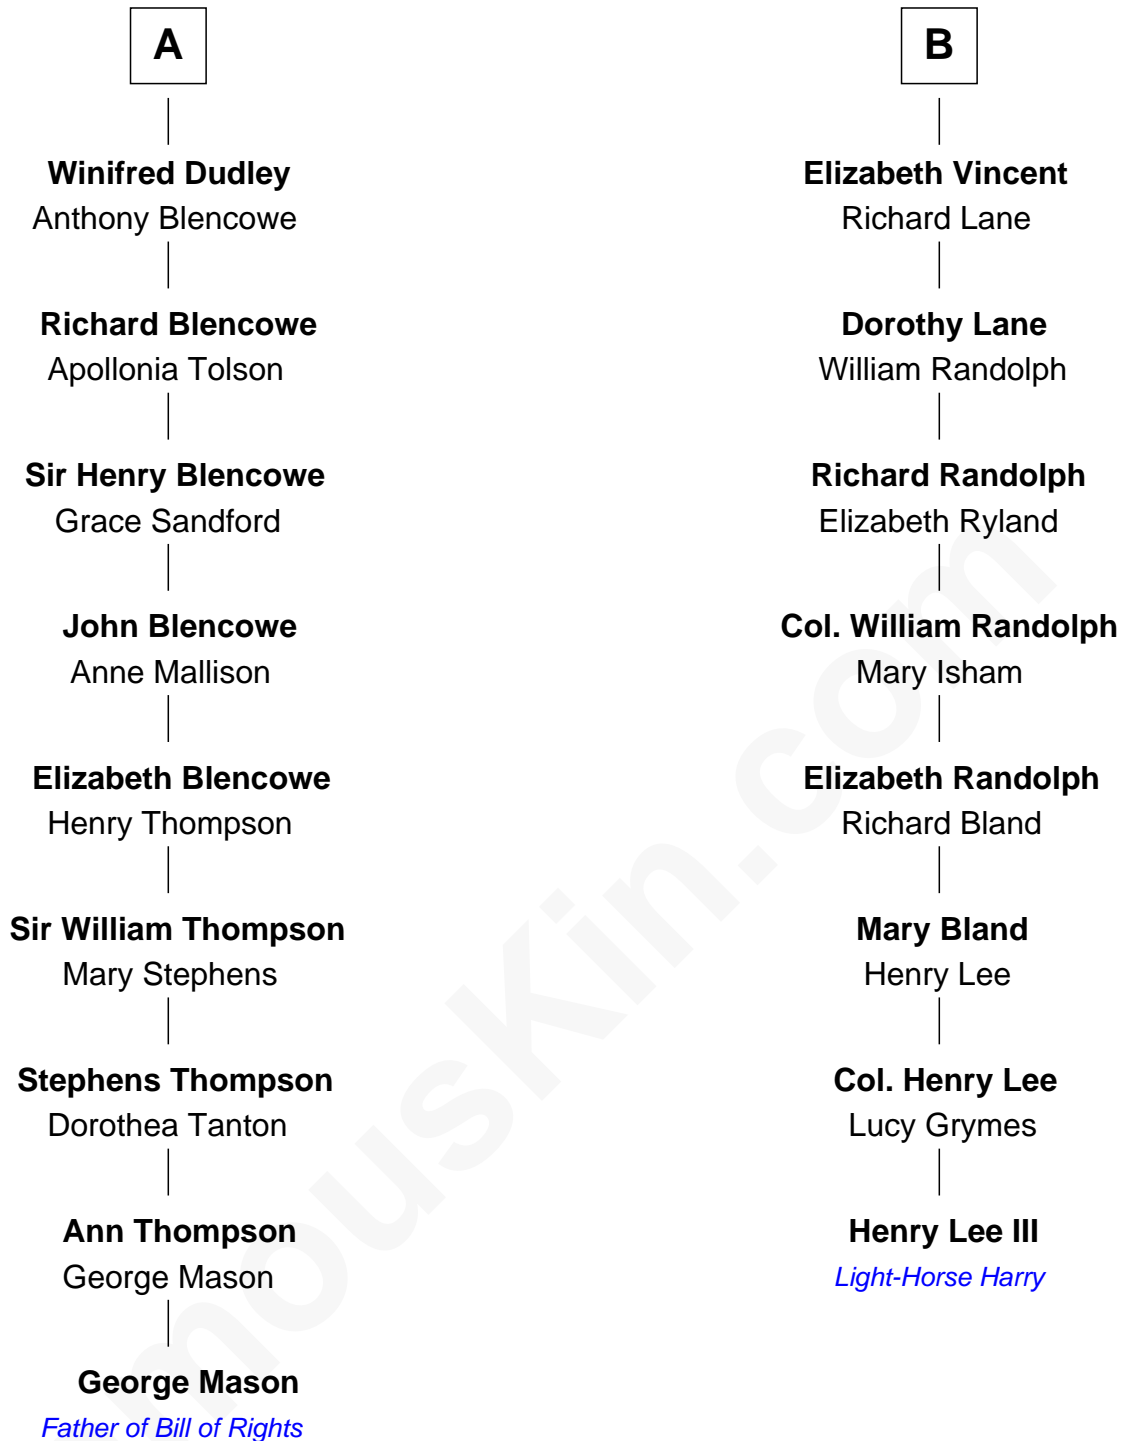 A
Winifred Dudley
Anthony Blencowe
Richard Blencowe
Apollonia Tolson
Sir Henry Blencowe
Grace Sandford
John Blencowe
Anne Mallison
Elizabeth Blencowe
Henry Thompson
Sir William Thompson
Mary Stephens
Stephens Thompson
Dorothea Tanton
Ann Thompson
George Mason
George Mason
Father of Bill of Rights
B
Elizabeth Vincent
Richard Lane
Dorothy Lane
William Randolph
Richard Randolph
Elizabeth Ryland
Col. William Randolph
Mary Isham
Elizabeth Randolph
Richard Bland
Mary Bland
Henry Lee
Col. Henry Lee
Lucy Grymes
Henry Lee III
Light-Horse Harry
mousKin.com